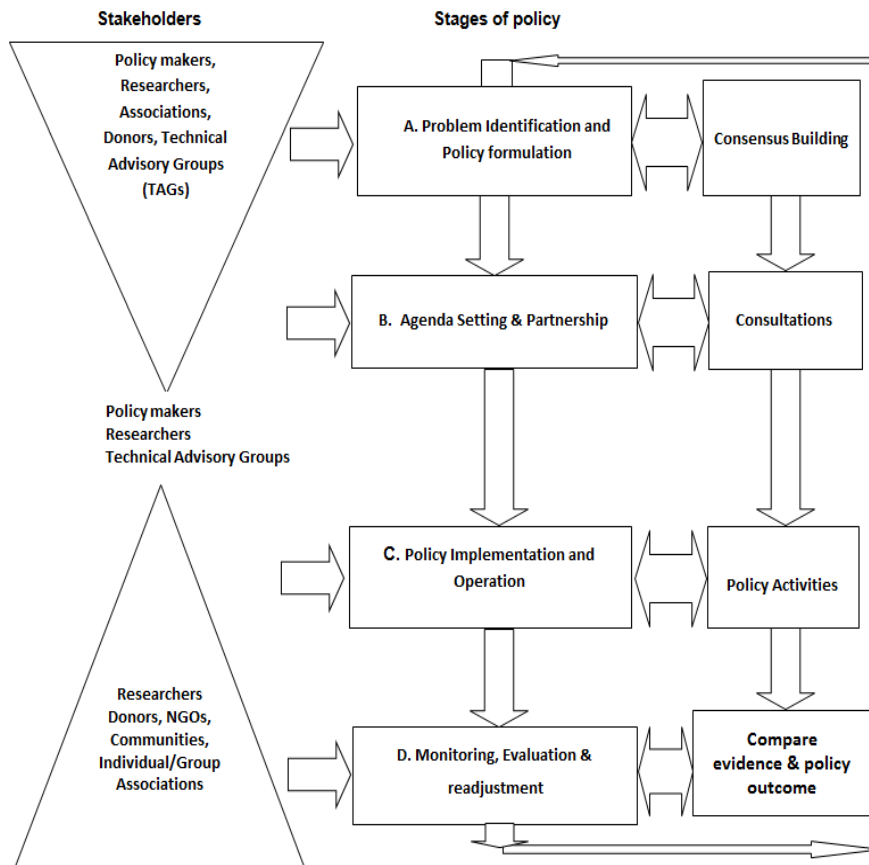 Stakeholders
Stages of policy
Policy makers,
Researchers,
Associations,
Donors, Technical
Advisory Groups
(TAGs)
A. Problem Identification and
Policy formulation
Consensus Building
B. Agenda Setting & Partnership
Consultations
Policy makers
Researchers
Technical Advisory Groups
C. Policy Implementation and
Operation
Policy Activities
Researchers
Donors, NGOs,
Communities,
Individual/Group
Associations
D. Monitoring, Evaluation &
readjustment
Compare
evidence & policy
outcome